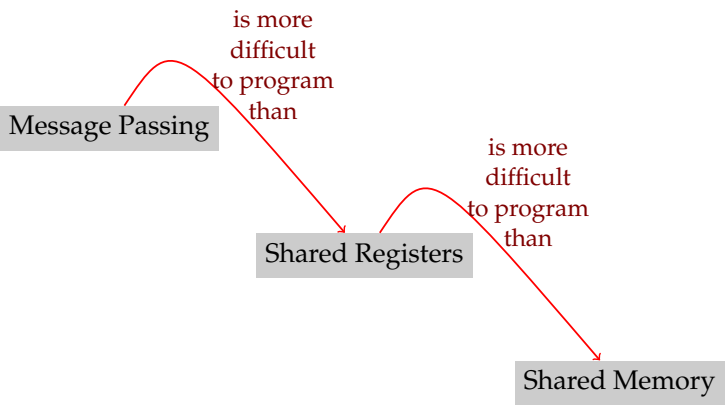 is more
difficult
to program
than
Message Passing
is more
difficult
to program
than
Shared Registers
Shared Memory